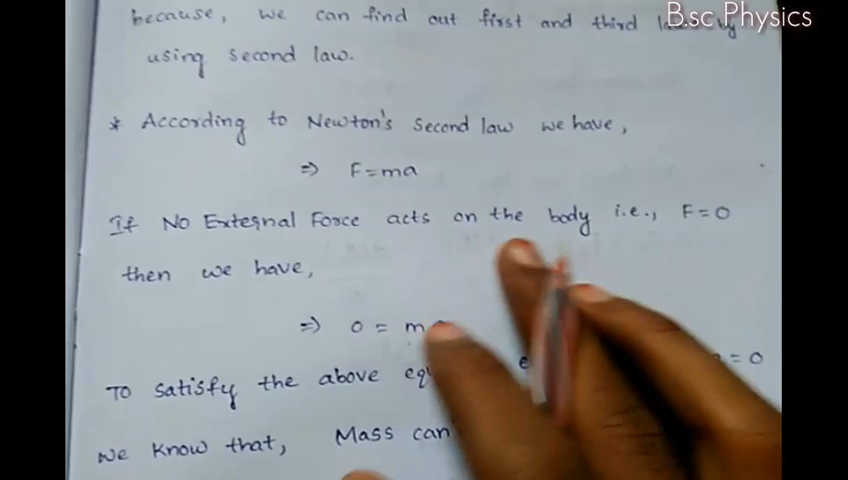 B.sc Physics
because, we can find out first and third
using second law.
* According to Newton's Second law we have,
⇒ F=ma
If No External Force acts on the body i.e., F=0
then we have,
⇒ 0 = m
To satisfy the above = 0
We know that, Mass can